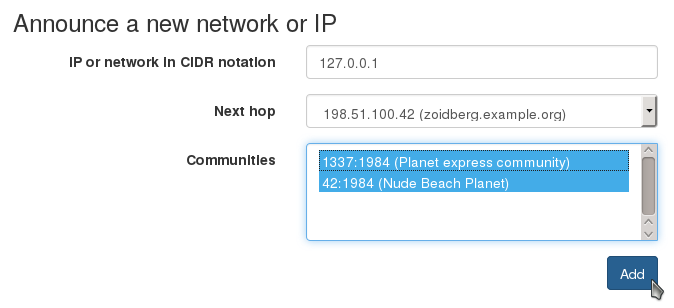 Announce a new network or IP
IP or network in CIDR notation
127.0.0.1
Next hop
198.51.100.42 (zoidberg.example.org)
Communities
1337:1984 (Planet express community)
42:1984 (Nude Beach Planet)
Add